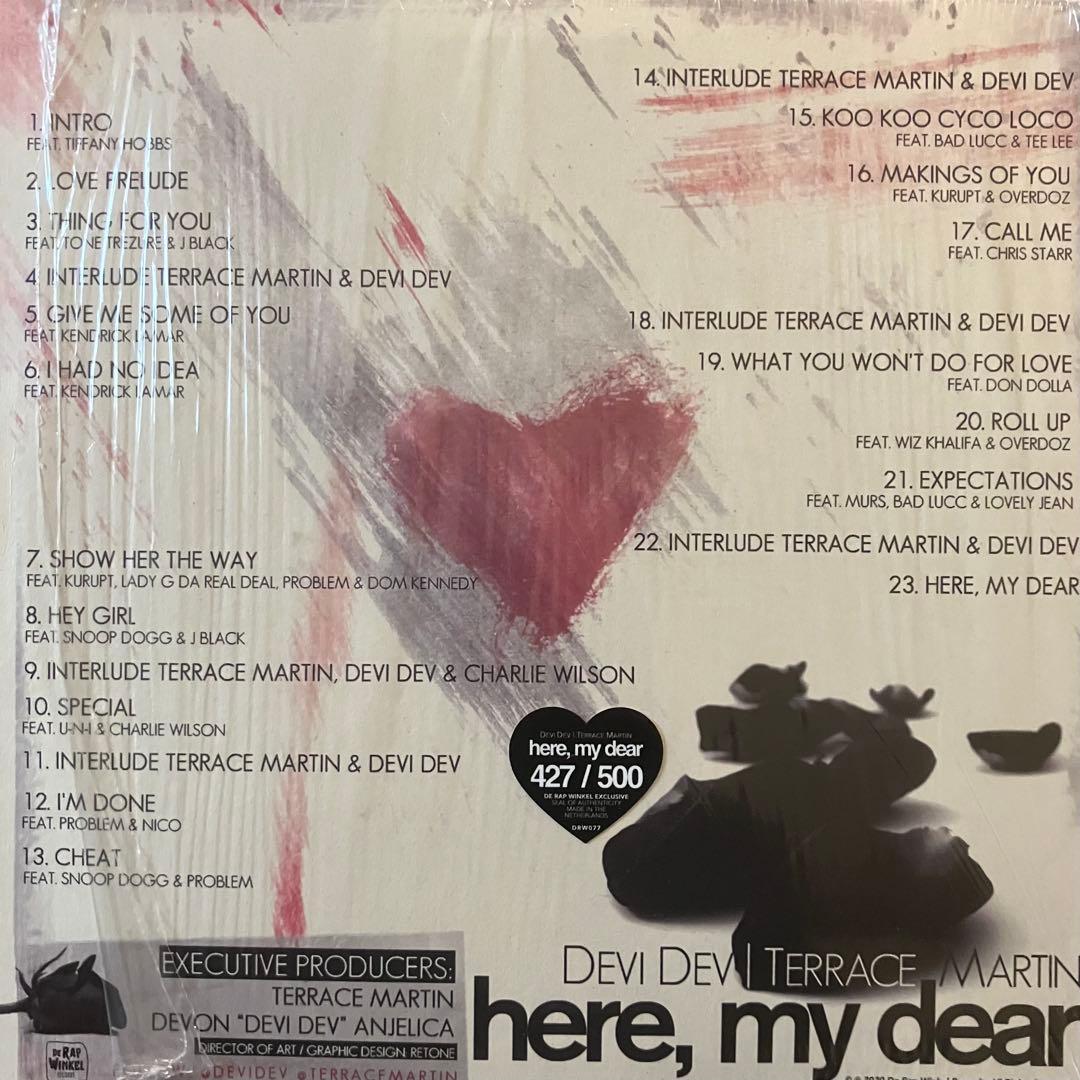 1. INTRO
FEAT. TIFFANY HOBBS
2. LOVE PRELUDE
3. THING FOR YOU
FEAT. TONE TREZURE & J BLACK
4. INTERLUDE TERRACE MARTIN & DEVI DEV
5. GIVE ME SOME OF YOU
FEAT. KENDRICK LAMAR
6. I HAD NO IDEA
FEAT. KENDRICK LAMAR
7. SHOW HER THE WAY
FEAT. KURUPT, LADY G DA REAL DEAL, PROBLEM & DOM KENNEDY
8. HEY GIRL
FEAT. SNOOP DOGG & J BLACK
9. INTERLUDE TERRACE MARTIN, DEVI DEV & CHARLIE WILSON
10. SPECIAL
FEAT. U-N-I & CHARLIE WILSON
11. INTERLUDE TERRACE MARTIN & DEVI DEV
12. I'M DONE
FEAT. PROBLEM & NICO
13. CHEAT
FEAT. SNOOP DOGG & PROBLEM
14. INTERLUDE TERRACE MARTIN & DEVI DEV
15. KOO KOO CYCO LOCO
FEAT. BAD LUCC & TEE LEE
16. MAKINGS OF YOU
FEAT. KURUPT & OVERDOZ
17. CALL ME
FEAT. CHRIS STARR
18. INTERLUDE TERRACE MARTIN & DEVI DEV
19. WHAT YOU WON'T DO FOR LOVE
FEAT. DON DOLLA
20. ROLL UP
FEAT. WIZ KHALIFA & OVERDOZ
21. EXPECTATIONS
FEAT. MURS, BAD LUCC & LOVELY JEAN
22. INTERLUDE TERRACE MARTIN & DEVI DEV
23. HERE, MY DEAR
DEVI DEV | TERRACE MARTIN
here, my dear
427 / 500
DE RAP WINKEL EXCLUSIVE
SEAL OF AUTHENTICITY
MADE IN THE
NETHERLANDS
DRW077
EXECUTIVE PRODUCERS:
TERRACE MARTIN
DEVON "DEVI DEV" ANJELICA
DIRECTOR OF ART / GRAPHIC DESIGN RETONE
@DEVIDEV @TERRACEMARTIN
DE RAP
WINKEL
RECORDS
DEVI DEV | TERRACE MARTIN
here, my dear